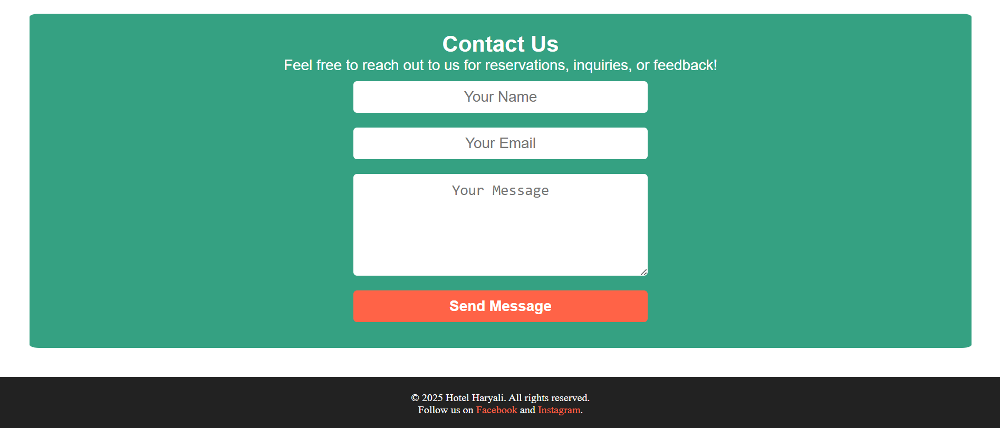 Contact Us
Feel free to reach out to us for reservations, inquiries, or feedback!
Your Name
Your Email
Your Message
Send Message
© 2025 Hotel Haryali. All rights reserved.
Follow us on Facebook and Instagram.